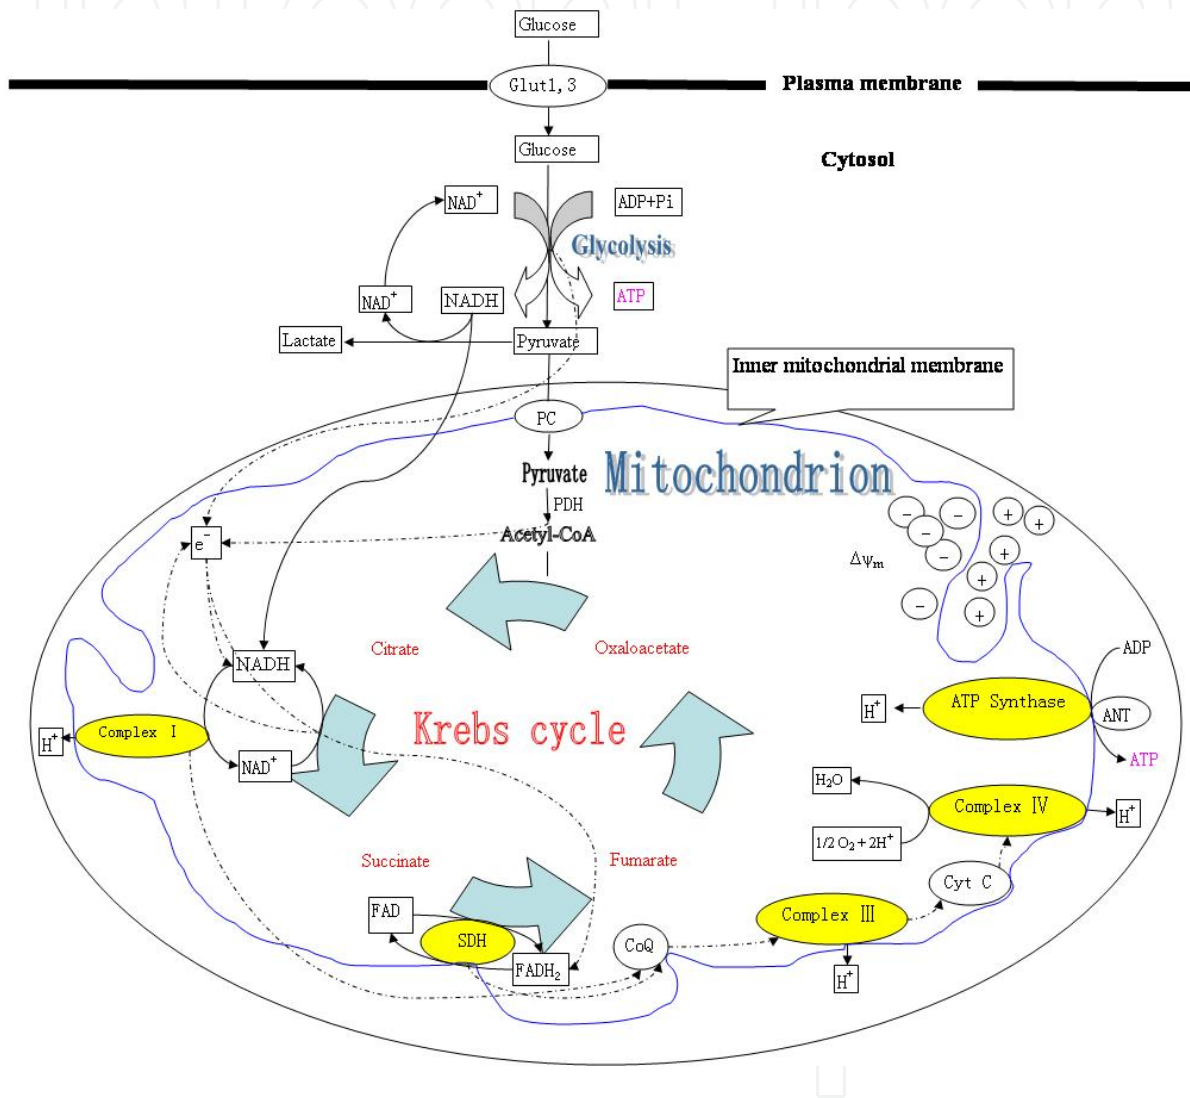 Glucose
Glut1,3
Plasma membrane
Glucose
Cytosol
NAD+
ADP+Pi
Glycolysis
NAD+
NADH
ATP
Lactate
Pyruvate
Inner mitochondrial membrane
PC
Pyruvate
Mitochondrion
PDH
Acetyl-CoA
e−
− − − − −
+ + + + +
Δψm
Citrate
Oxaloacetate
NADH
ADP
H+
ATP Synthase
ANT
Complex I
H+
Krebs cycle
NAD+
ATP
H2O
Complex IV
H+
1/2 O2 + 2H+
Succinate
Fumarate
Cyt C
FAD
Complex III
SDH
CoQ
FADH2
H+